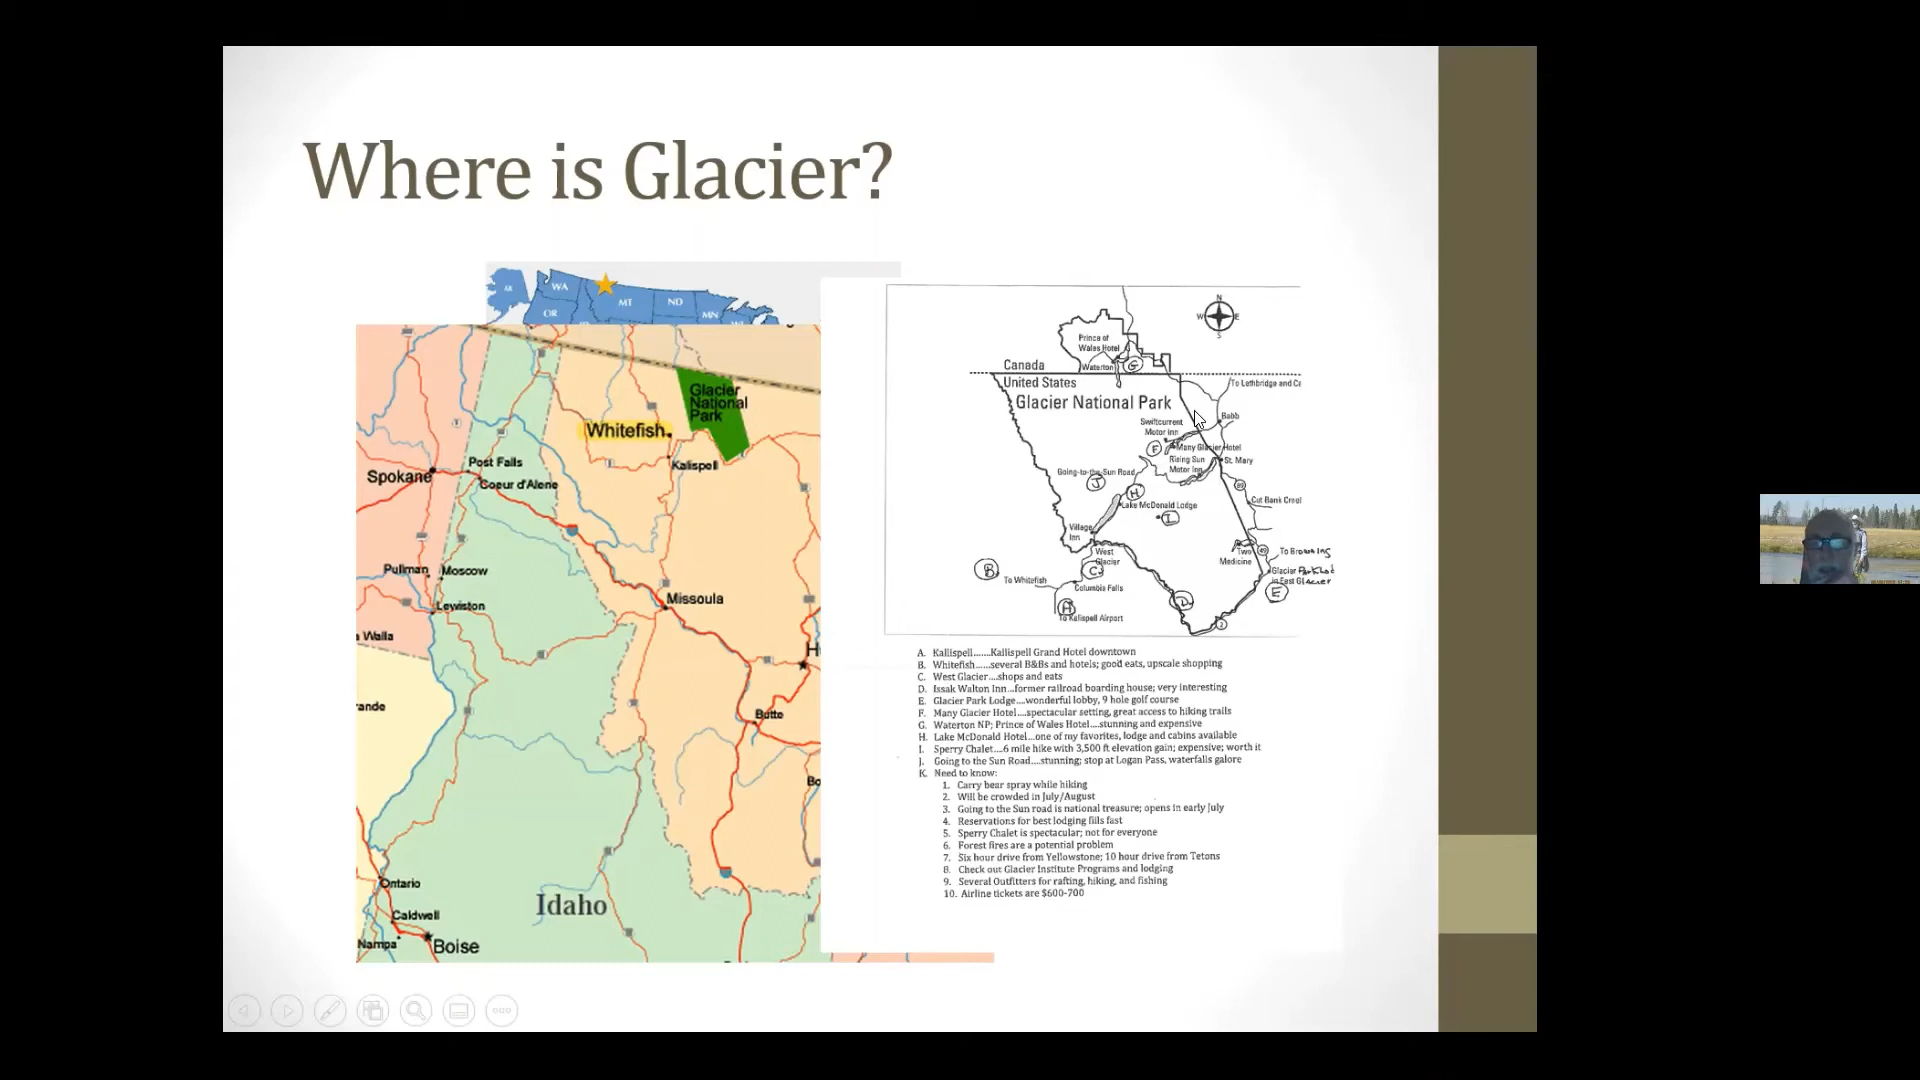 Where is Glacier?
AK
WA
MT
ND
OR
MN
Glacier
National
Park
Whitefish
Kalispell
Spokane
Post Falls
Coeur d'Alene
Pullman
Moscow
Lewiston
Missoula
a Walla
H
rande
Butte
Bo
Ontario
Idaho
Caldwell
Nampa
Boise
N
W
E
S
Prince of
Wales Hotel
Waterton
G
Canada
United States
To Lethbridge and Ca
Glacier National Park
Babb
Swiftcurrent
Motor Inn
F
Many Glacier Hotel
Rising Sun
Motor Inn
St. Mary
Going-to-the-Sun Road
J
H
89
Cut Bank Creek
Lake McDonald Lodge
I
Village
Inn
West
Glacier
Two
Medicine
49
To Browning
Glacier Park Hot
in East Glacier
B
C
To Whitefish
Columbia Falls
E
D
A
To Kalispell Airport
2
A. Kallispell.......Kallispell Grand Hotel downtown
B. Whitefish.....several B&Bs and hotels; good eats, upscale shopping
C. West Glacier....shops and eats
D. Issak Walton Inn...former railroad boarding house; very interesting
E. Glacier Park Lodge....wonderful lobby, 9 hole golf course
F. Many Glacier Hotel....spectacular setting, great access to hiking trails
G. Waterton NP; Prince of Wales Hotel....stunning and expensive
H. Lake McDonald Hotel...one of my favorites, lodge and cabins available
I. Sperry Chalet....6 mile hike with 3,500 ft elevation gain; expensive; worth it
J. Going to the Sun Road....stunning; stop at Logan Pass, waterfalls galore
K. Need to know:
1. Carry bear spray while hiking
2. Will be crowded in July/August
3. Going to the Sun road is national treasure; opens in early July
4. Reservations for best lodging fills fast
5. Sperry Chalet is spectacular; not for everyone
6. Forest fires are a potential problem
7. Six hour drive from Yellowstone; 10 hour drive from Tetons
8. Check out Glacier Institute Programs and lodging
9. Several Outfitters for rafting, hiking, and fishing
10. Airline tickets are $600-700